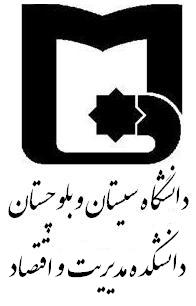 دانشگاه سیستان و بلوچستان
دانشکده مدیریت و اقتصاد